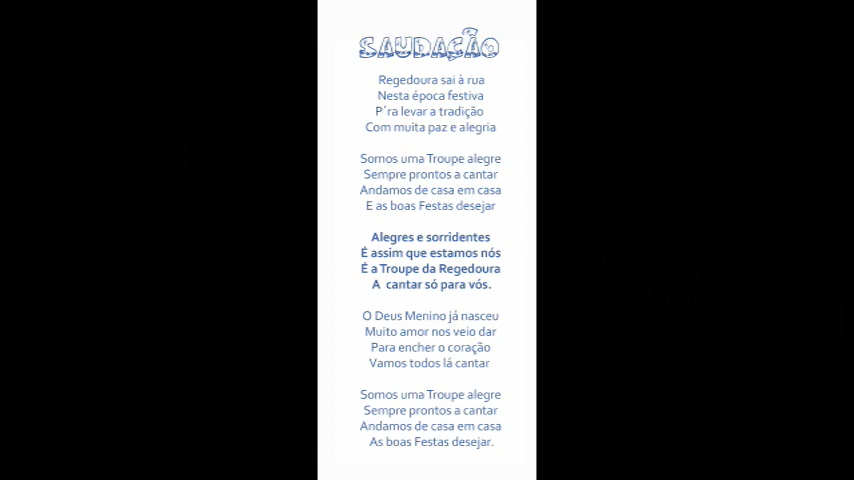 SAUDAÇÃO
Regedoura sai à rua
Nesta época festiva
P´ra levar a tradição
Com muita paz e alegria
Somos uma Troupe alegre
Sempre prontos a cantar
Andamos de casa em casa
E as boas Festas desejar
Alegres e sorridentes
É assim que estamos nós
É a Troupe da Regedoura
A cantar só para vós.
O Deus Menino já nasceu
Muito amor nos veio dar
Para encher o coração
Vamos todos lá cantar
Somos uma Troupe alegre
Sempre prontos a cantar
Andamos de casa em casa
As boas Festas desejar.